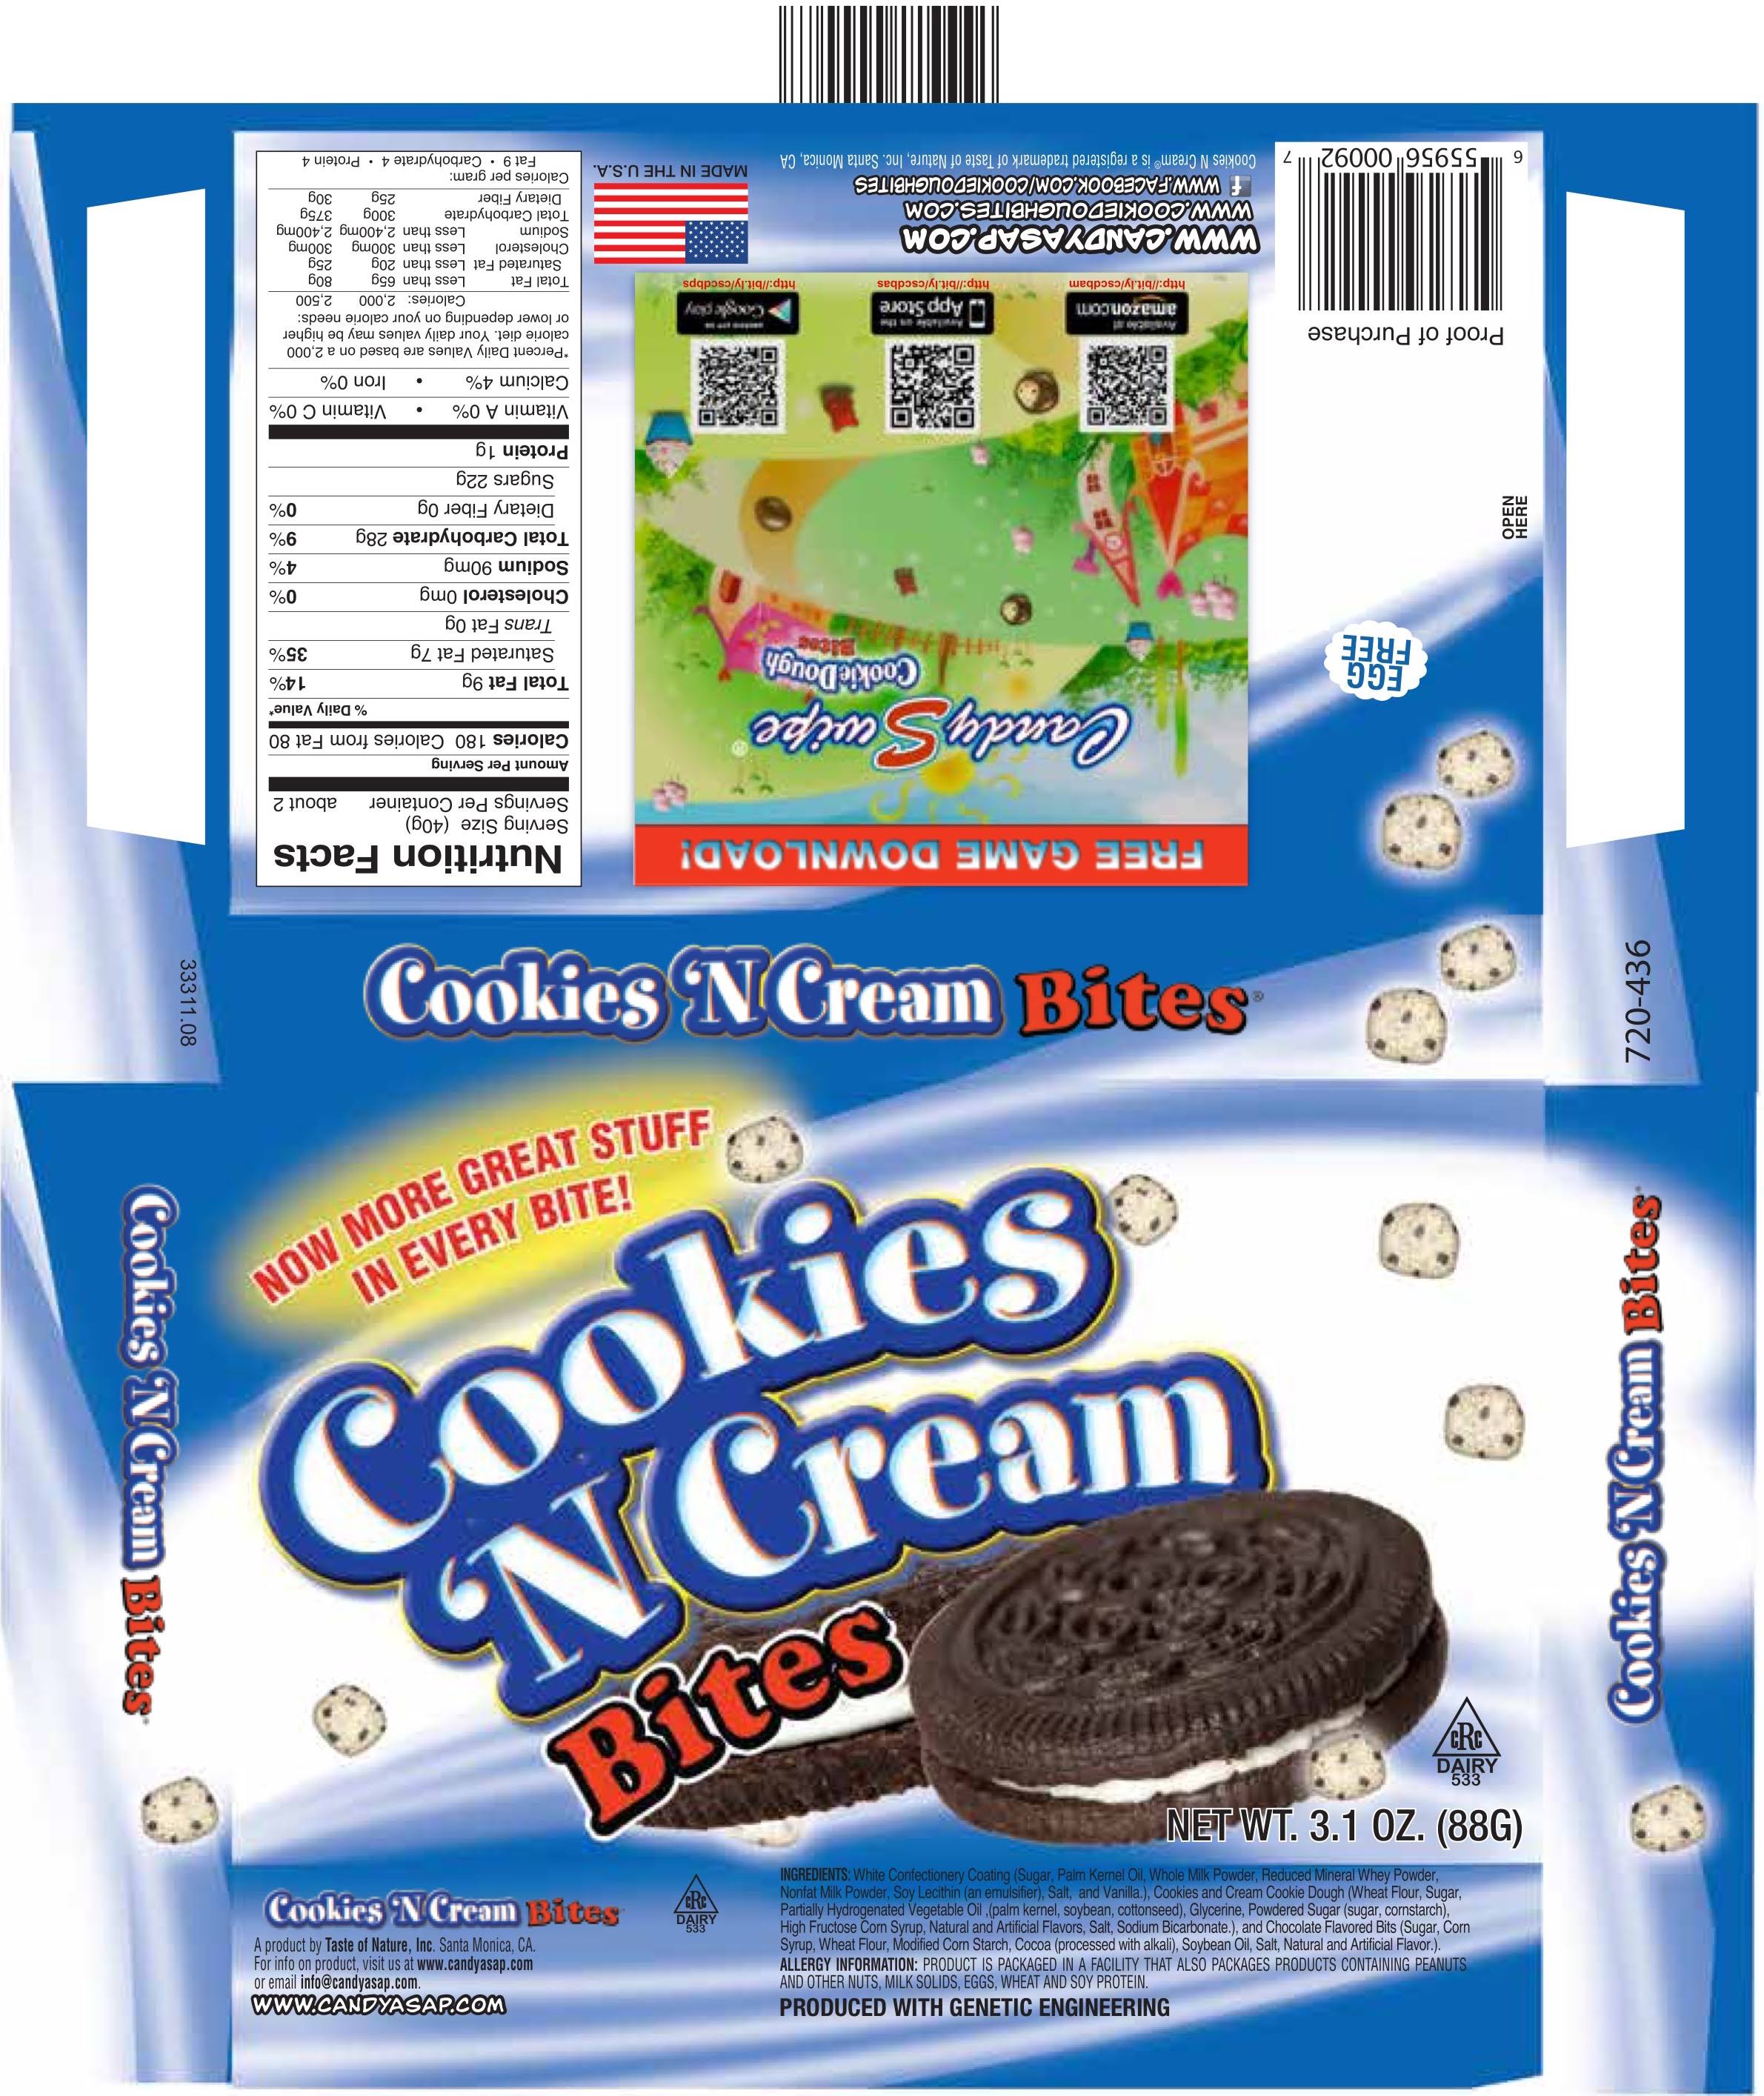 Nutrition Facts
Serving Size (40g)
Servings Per Container about 2
Amount Per Serving
Calories 180 Calories from Fat 80
% Daily Value*
Total Fat 9g 14%
Saturated Fat 7g 35%
Trans Fat 0g
Cholesterol 0mg 0%
Sodium 90mg 4%
Total Carbohydrate 28g 9%
Dietary Fiber 0g 0%
Sugars 22g
Protein 1g
Vitamin A 0% • Vitamin C 0%
Calcium 4% • Iron 0%
*Percent Daily Values are based on a 2,000
calorie diet. Your daily values may be higher
or lower depending on your calorie needs:
Calories: 2,000 2,500
Total Fat Less than 65g 80g
Saturated Fat Less than 20g 25g
Cholesterol Less than 300mg 300mg
Sodium Less than 2,400mg 2,400mg
Total Carbohydrate 300g 375g
Dietary Fiber 25g 30g
Calories per gram:
Fat 9 • Carbohydrate 4 • Protein 4
FREE GAME DOWNLOAD!
Candy Swipe®
Cookie Dough
Bites
Available at
amazon.com
http://bit.ly/cscdbam
Available on the
App Store
http://bit.ly/cscdbas
Google play
http://bit.ly/cscdbps
WWW.CANDYASAP.COM
WWW.COOKIEDOUGHBITES.COM
f WWW.FACEBOOK.COM/COOKIEDOUGHBITES
Cookies N Cream® is a registered trademark of Taste of Nature, Inc. Santa Monica, CA
MADE IN THE U.S.A.
EGG
FREE
OPEN
HERE
Proof of Purchase
6 55956 00092 7
33311.08
720-436
Cookies 'N Cream Bites®
NOW MORE GREAT STUFF
IN EVERY BITE!
Cookies
'N Cream
Bites
Cookies 'N Cream Bites
Cookies 'N Cream Bites
cRc
DAIRY
533
NET WT. 3.1 OZ. (88G)
Cookies 'N Cream Bites
A product by Taste of Nature, Inc. Santa Monica, CA.
For info on product, visit us at www.candyasap.com
or email info@candyasap.com.
WWW.CANDYASAP.COM
cRc
DAIRY
533
INGREDIENTS: White Confectionery Coating (Sugar, Palm Kernel Oil, Whole Milk Powder, Reduced Mineral Whey Powder,
Nonfat Milk Powder, Soy Lecithin (an emulsifier), Salt, and Vanilla.), Cookies and Cream Cookie Dough (Wheat Flour, Sugar,
Partially Hydrogenated Vegetable Oil ,(palm kernel, soybean, cottonseed), Glycerine, Powdered Sugar (sugar, cornstarch),
High Fructose Corn Syrup, Natural and Artificial Flavors, Salt, Sodium Bicarbonate.), and Chocolate Flavored Bits (Sugar, Corn
Syrup, Wheat Flour, Modified Corn Starch, Cocoa (processed with alkali), Soybean Oil, Salt, Natural and Artificial Flavor.).
ALLERGY INFORMATION: PRODUCT IS PACKAGED IN A FACILITY THAT ALSO PACKAGES PRODUCTS CONTAINING PEANUTS
AND OTHER NUTS, MILK SOLIDS, EGGS, WHEAT AND SOY PROTEIN.
PRODUCED WITH GENETIC ENGINEERING